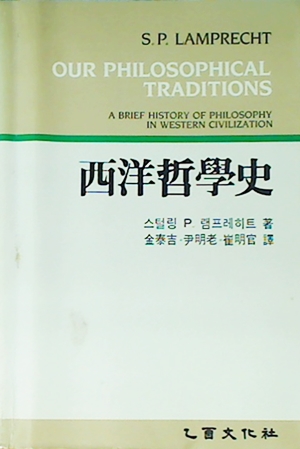 S.P. LAMPRECHT
OUR PHILOSOPHICAL
TRADITIONS
A BRIEF HISTORY OF PHILOSOPHY
IN WESTERN CIVILIZATION
西洋哲學史
스털링 P. 램프레히트 著
金泰吉·尹明老·崔明官 譯
乙酉文化社